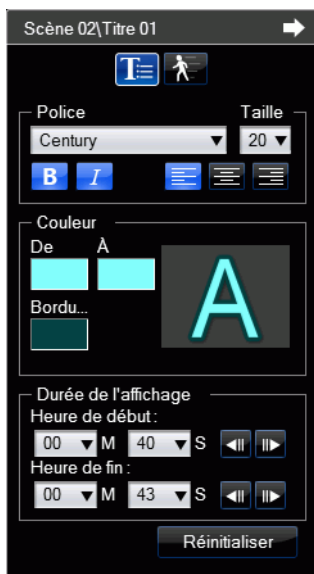 Scène 02\Titre 01
T
Police Taille
Century 20
B I
Couleur
De À
A
Bordu...
Durée de l'affichage
Heure de début :
00 M 40 S
Heure de fin :
00 M 43 S
Réinitialiser